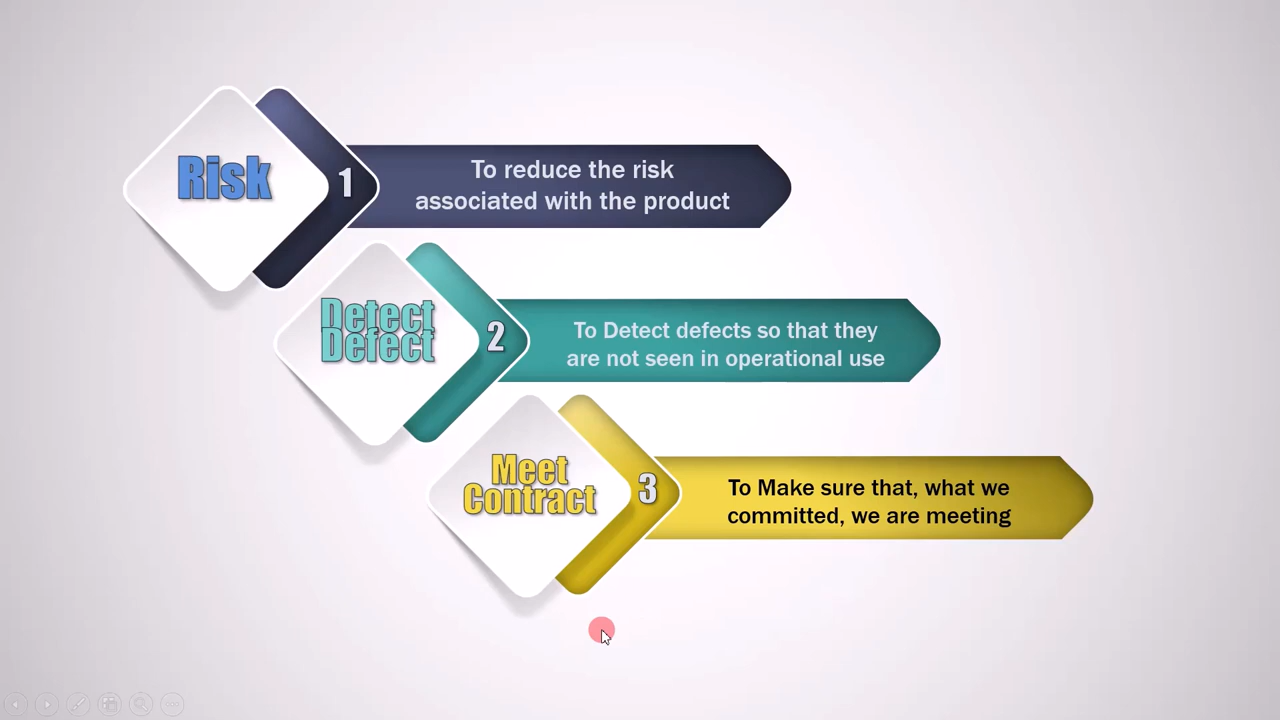 Risk
1
To reduce the risk
associated with the product
Detect
Defect
2
To Detect defects so that they
are not seen in operational use
Meet
Contract
3
To Make sure that, what we
committed, we are meeting